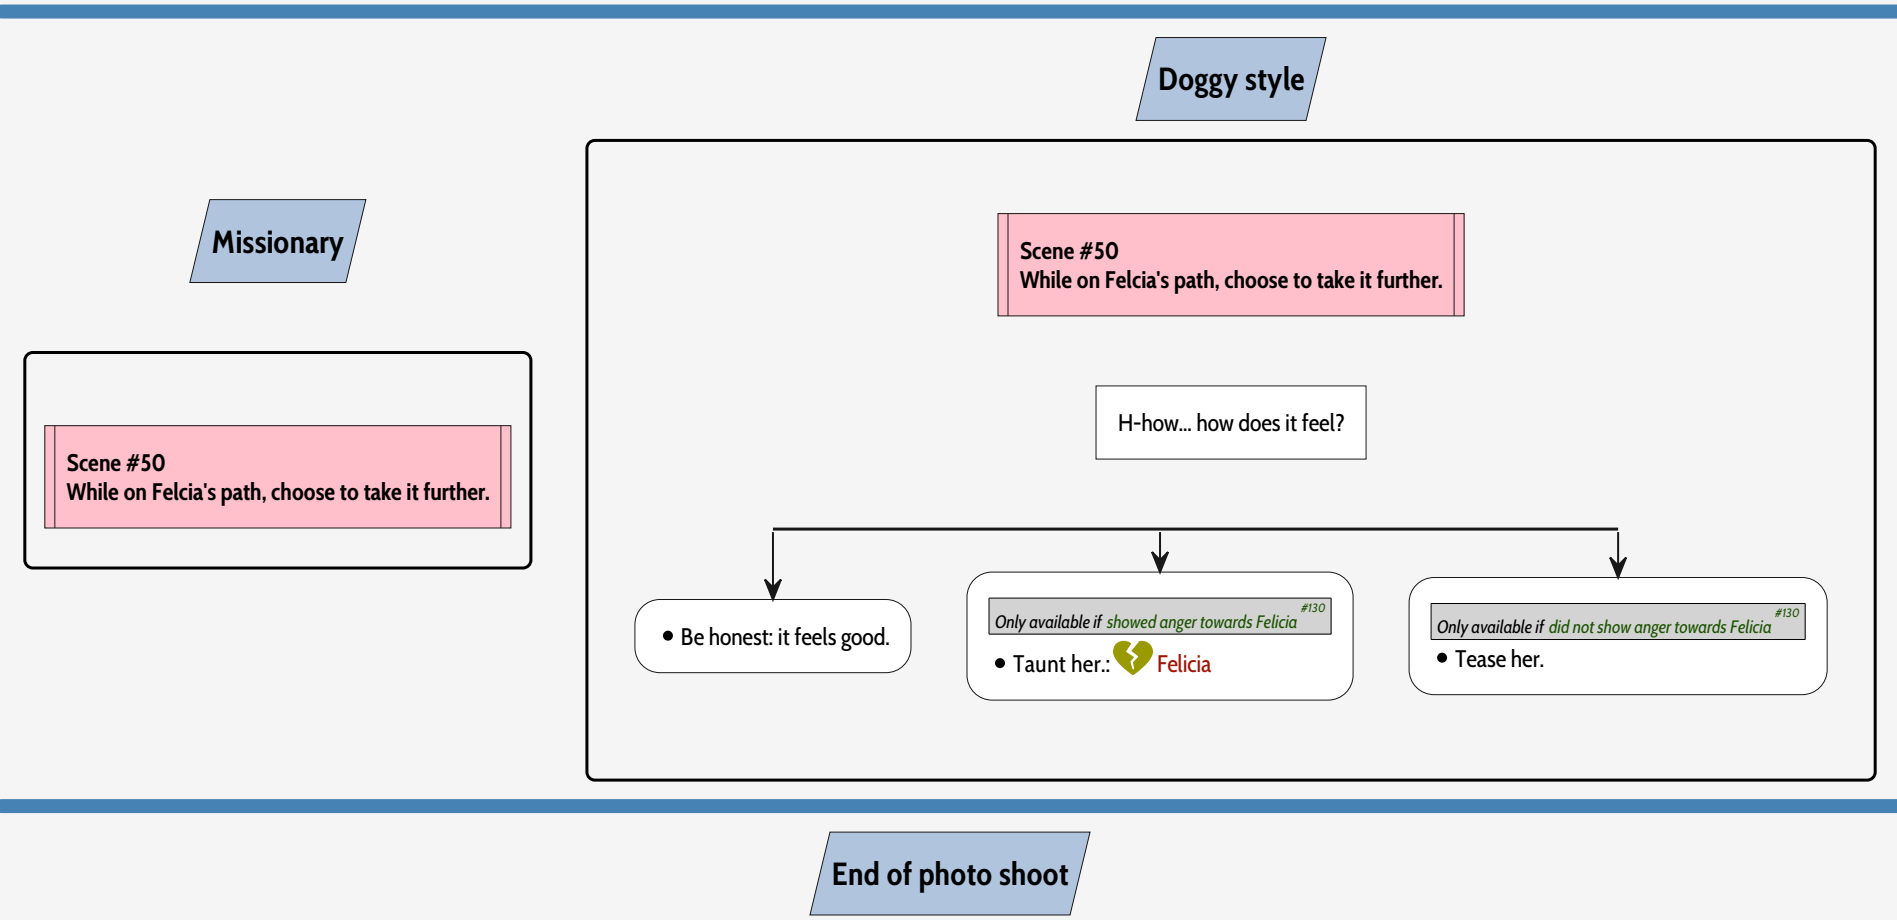 Doggy style
Missionary
Scene #50
While on Felcia's path, choose to take it further.
Scene #50
While on Felcia's path, choose to take it further.
H-how... how does it feel?
• Be honest: it feels good.
Only available if showed anger towards Felicia #130
• Taunt her.: Felicia
Only available if did not show anger towards Felicia #130
• Tease her.
End of photo shoot